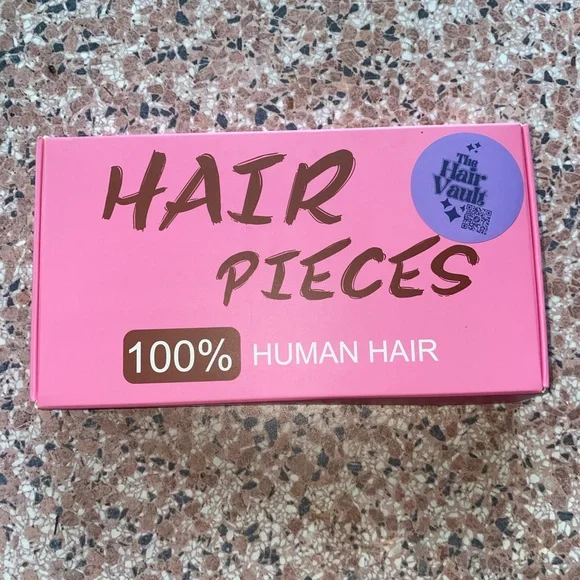 HAIR
PIECES
100% HUMAN HAIR
The
Hair
Vault